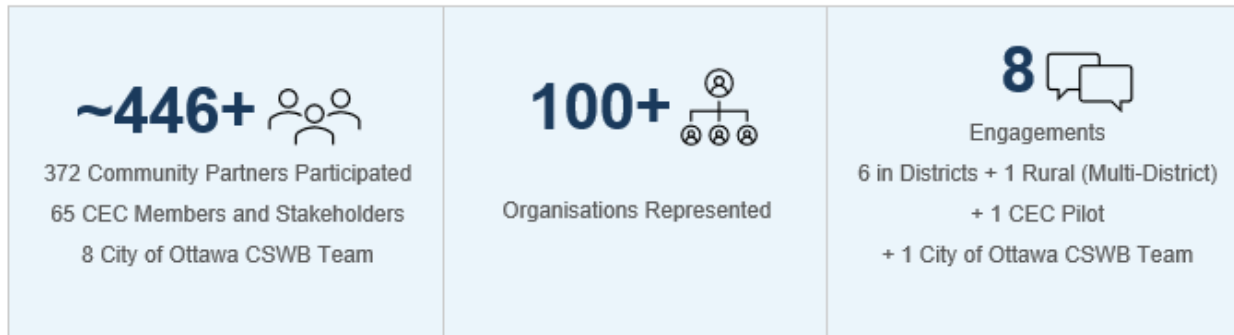 ~446+
372 Community Partners Participated
65 CEC Members and Stakeholders
8 City of Ottawa CSWB Team
100+
Organisations Represented
8
Engagements
6 in Districts + 1 Rural (Multi-District)
+ 1 CEC Pilot
+ 1 City of Ottawa CSWB Team